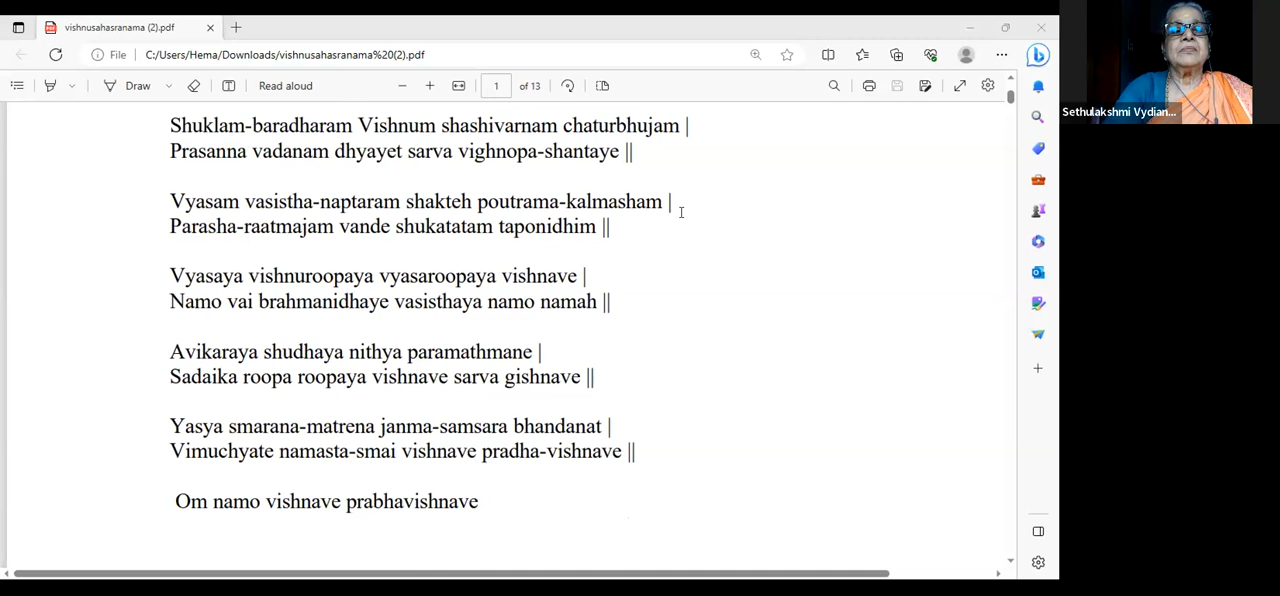 vishnusahasranama (2).pdf
File
C:/Users/Hema/Downloads/vishnusahasranama%20(2).pdf
Draw
Read aloud
1 of 13
Shuklam-baradharam Vishnum shashivarnam chaturbhujam |
Prasanna vadanam dhyayet sarva vighnopa-shantaye ||
Vyasam vasistha-naptaram shakteh poutrama-kalmasham |
Parasha-raatmajam vande shukatatam taponidhim ||
Vyasaya vishnuroopaya vyasaroopaya vishnave |
Namo vai brahmanidhaye vasisthaya namo namah ||
Avikaraya shudhaya nithya paramathmane |
Sadaika roopa roopaya vishnave sarva gishnave ||
Yasya smarana-matrena janma-samsara bhandanat |
Vimuchyate namasta-smai vishnave pradha-vishnave ||
Om namo vishnave prabhavishnave
Sethulakshmi Vydian...